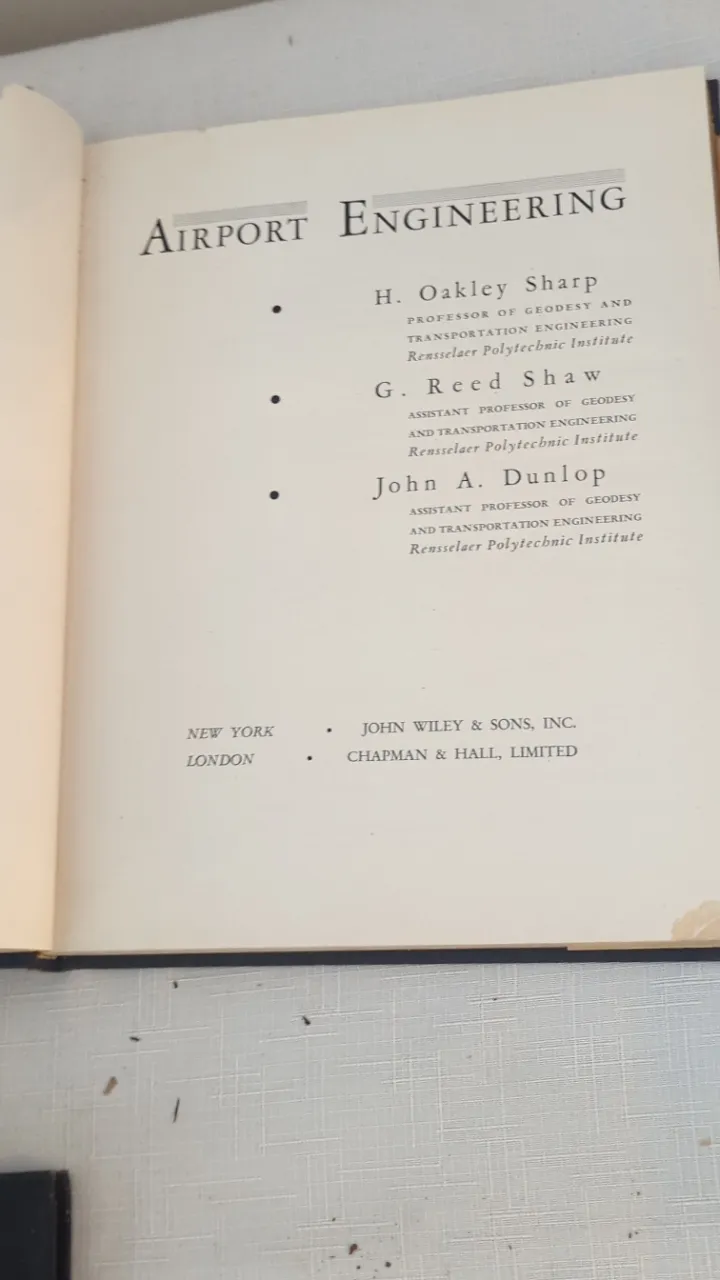 AIRPORT ENGINEERING
• H. Oakley Sharp
PROFESSOR OF GEODESY AND
TRANSPORTATION ENGINEERING
Rensselaer Polytechnic Institute
• G. Reed Shaw
ASSISTANT PROFESSOR OF GEODESY
AND TRANSPORTATION ENGINEERING
Rensselaer Polytechnic Institute
• John A. Dunlop
ASSISTANT PROFESSOR OF GEODESY
AND TRANSPORTATION ENGINEERING
Rensselaer Polytechnic Institute
NEW YORK • JOHN WILEY & SONS, INC.
LONDON • CHAPMAN & HALL, LIMITED